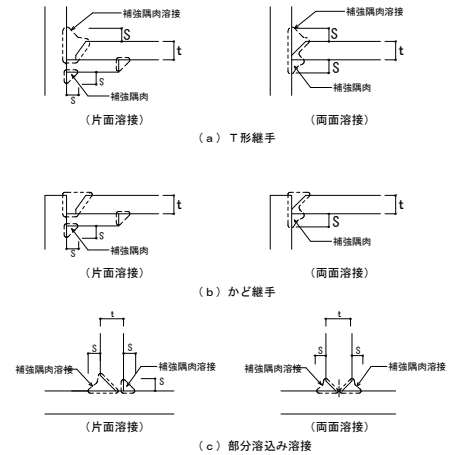 補強隅肉溶接
S
t
S
S
補強隅肉
(片面溶接)
補強隅肉溶接
S
t
S
補強隅肉
(両面溶接)
(a) T形継手
t
S
S
補強隅肉
(片面溶接)
t
S
補強隅肉
(両面溶接)
(b) かど継手
t
S
S
補強隅肉溶接
補強隅肉溶接
S
(片面溶接)
t
S
S
補強隅肉溶接
補強隅肉溶接
(両面溶接)
(c) 部分溶込み溶接